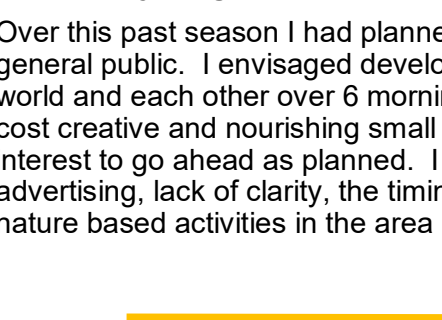 Over this past season I had planne
general public.  I envisaged develo
world and each other over 6 morni
cost creative and nourishing small
interest to go ahead as planned.  I
advertising, lack of clarity, the timin
nature based activities in the area